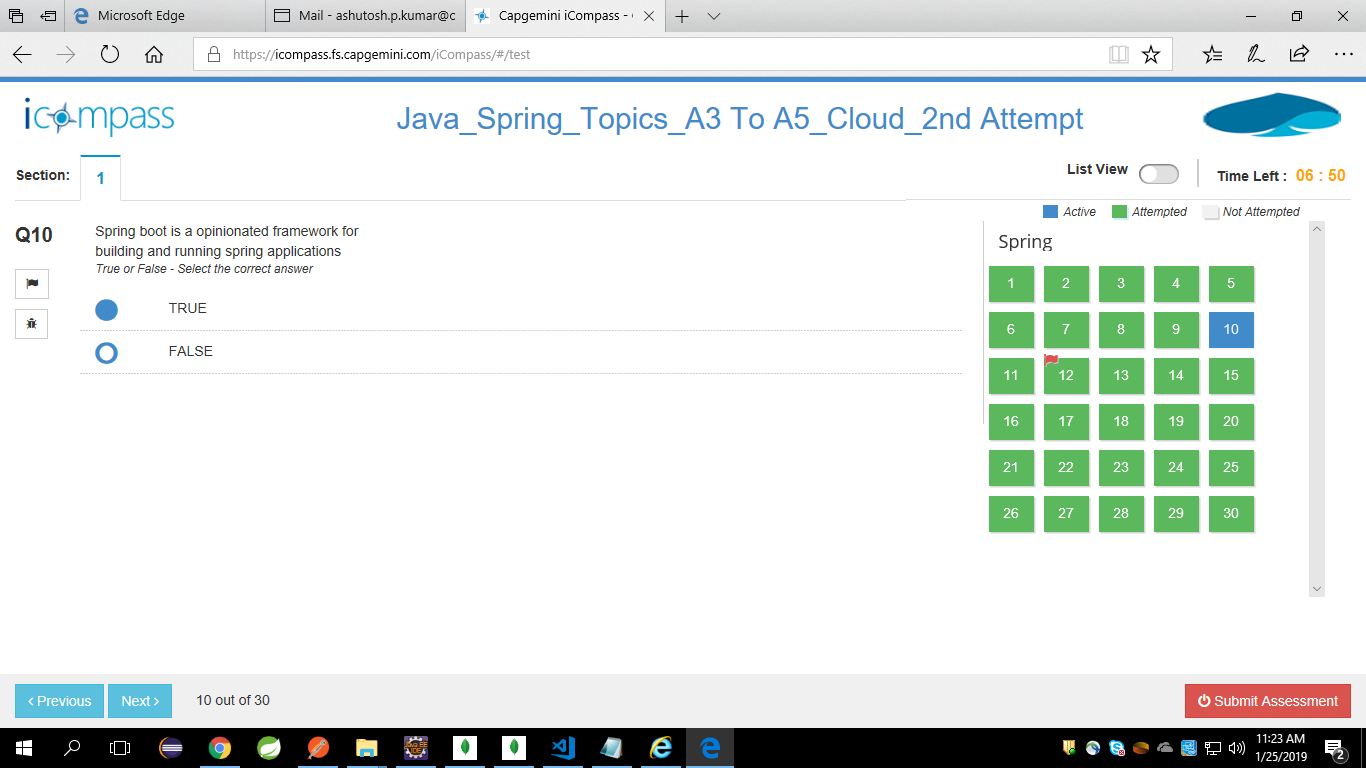 Microsoft Edge
Mail - ashutosh.p.kumar@c
Capgemini iCompass - 
https://icompass.fs.capgemini.com/iCompass/#/test
icompass
Java_Spring_Topics_A3 To A5_Cloud_2nd Attempt
Section:
1
List View
Time Left : 06 : 50
Active Attempted Not Attempted
Q10
Spring boot is a opinionated framework for
building and running spring applications
True or False - Select the correct answer
TRUE
FALSE
Spring
1 2 3 4 5
6 7 8 9 10
11 12 13 14 15
16 17 18 19 20
21 22 23 24 25
26 27 28 29 30
< Previous
Next >
10 out of 30
Submit Assessment
Java EE
IDE
11:23 AM
1/25/2019
2